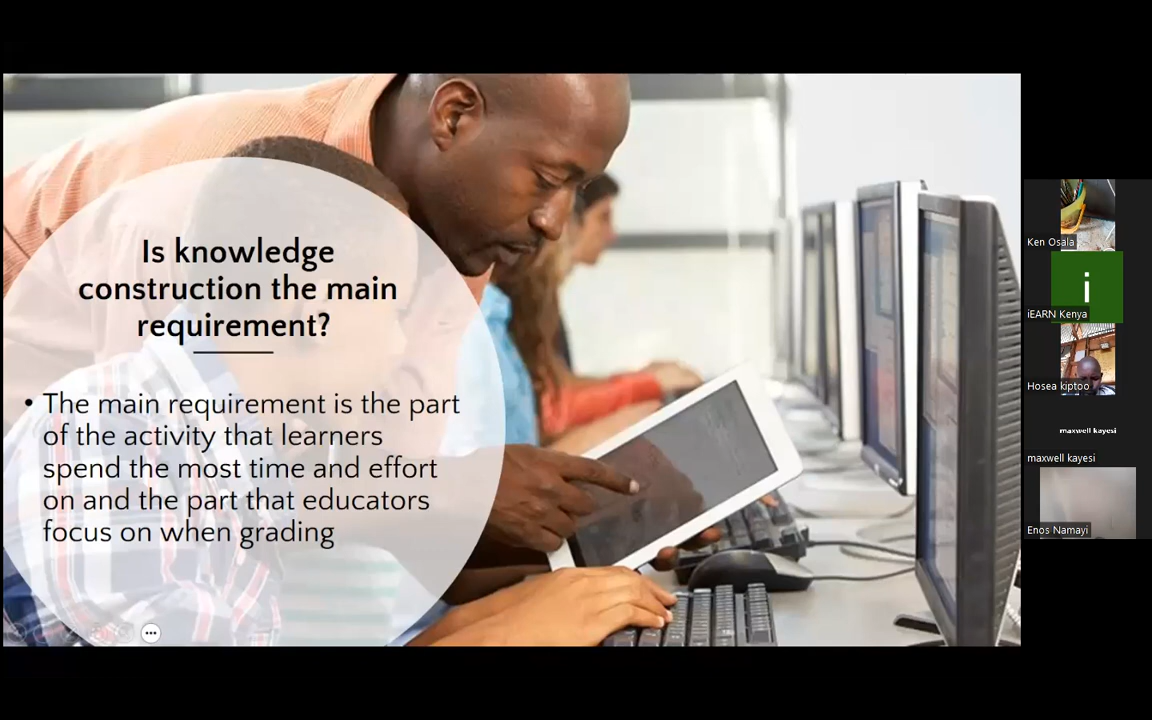 Is knowledge
construction the main
requirement?
• The main requirement is the part
of the activity that learners
spend the most time and effort
on and the part that educators
focus on when grading
Ken Osala
i
iEARN Kenya
Hosea kiptoo
maxwell kayesi
maxwell kayesi
Enos Namayi